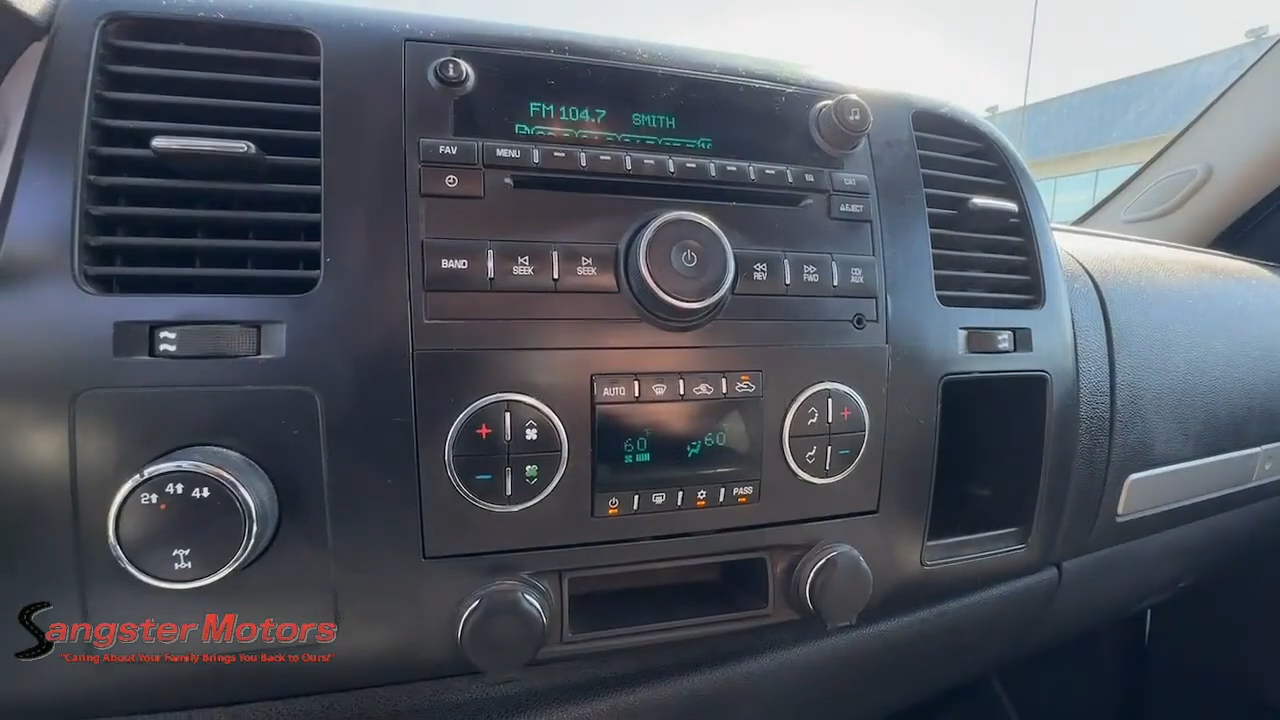 FM 104.7 SMITH
FAV
MENU
EQ
CAT
EJECT
BAND
SEEK
SEEK
REV
FWD
CD/
AUX
AUTO
60
60
PASS
2
4
4
Sangster Motors
"Caring About Your Family Brings You Back to Ours!"